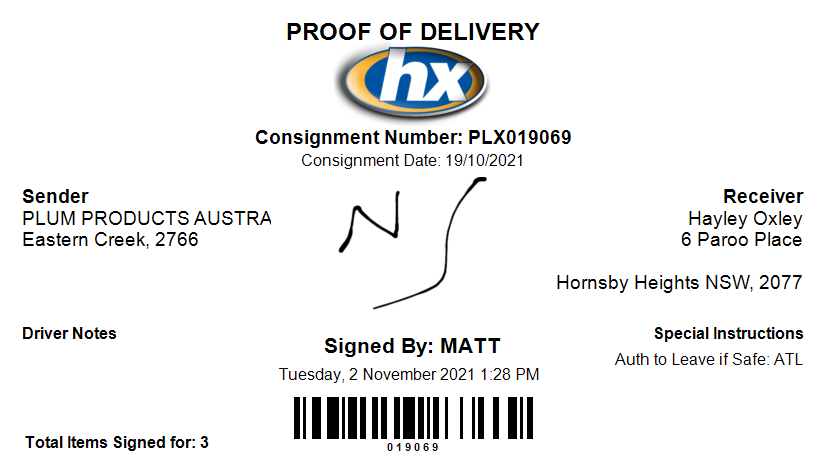 PROOF OF DELIVERY
hx
Consignment Number: PLX019069
Consignment Date: 19/10/2021
Sender
PLUM PRODUCTS AUSTRA
Eastern Creek, 2766
NS
Receiver
Hayley Oxley
6 Paroo Place
Hornsby Heights NSW, 2077
Driver Notes
Signed By: MATT
Tuesday, 2 November 2021 1:28 PM
Special Instructions
Auth to Leave if Safe: ATL
019069
Total Items Signed for: 3